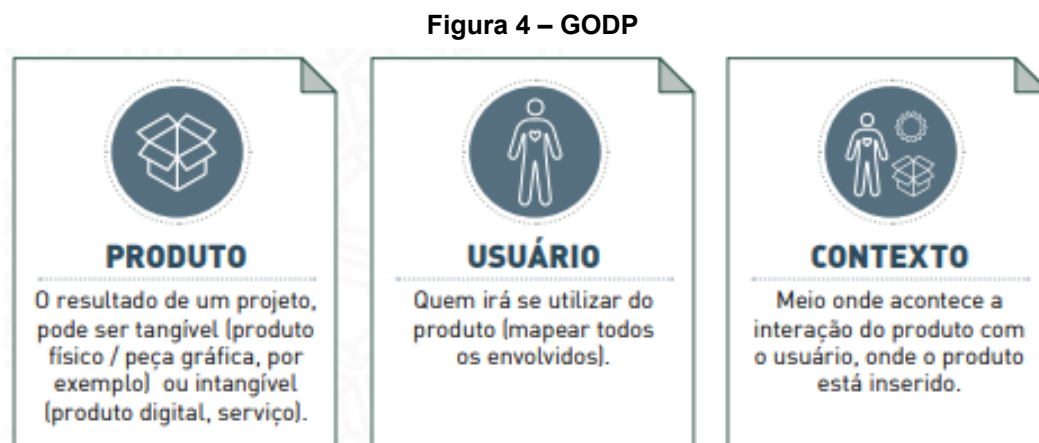 Figura 4 – GODP
PRODUTO
O resultado de um projeto,
pode ser tangível (produto
físico / peça gráfica, por
exemplo) ou intangível
(produto digital, serviço).
USUÁRIO
Quem irá se utilizar do
produto (mapear todos
os envolvidos).
CONTEXTO
Meio onde acontece a
interação do produto com
o usuário, onde o produto
está inserido.